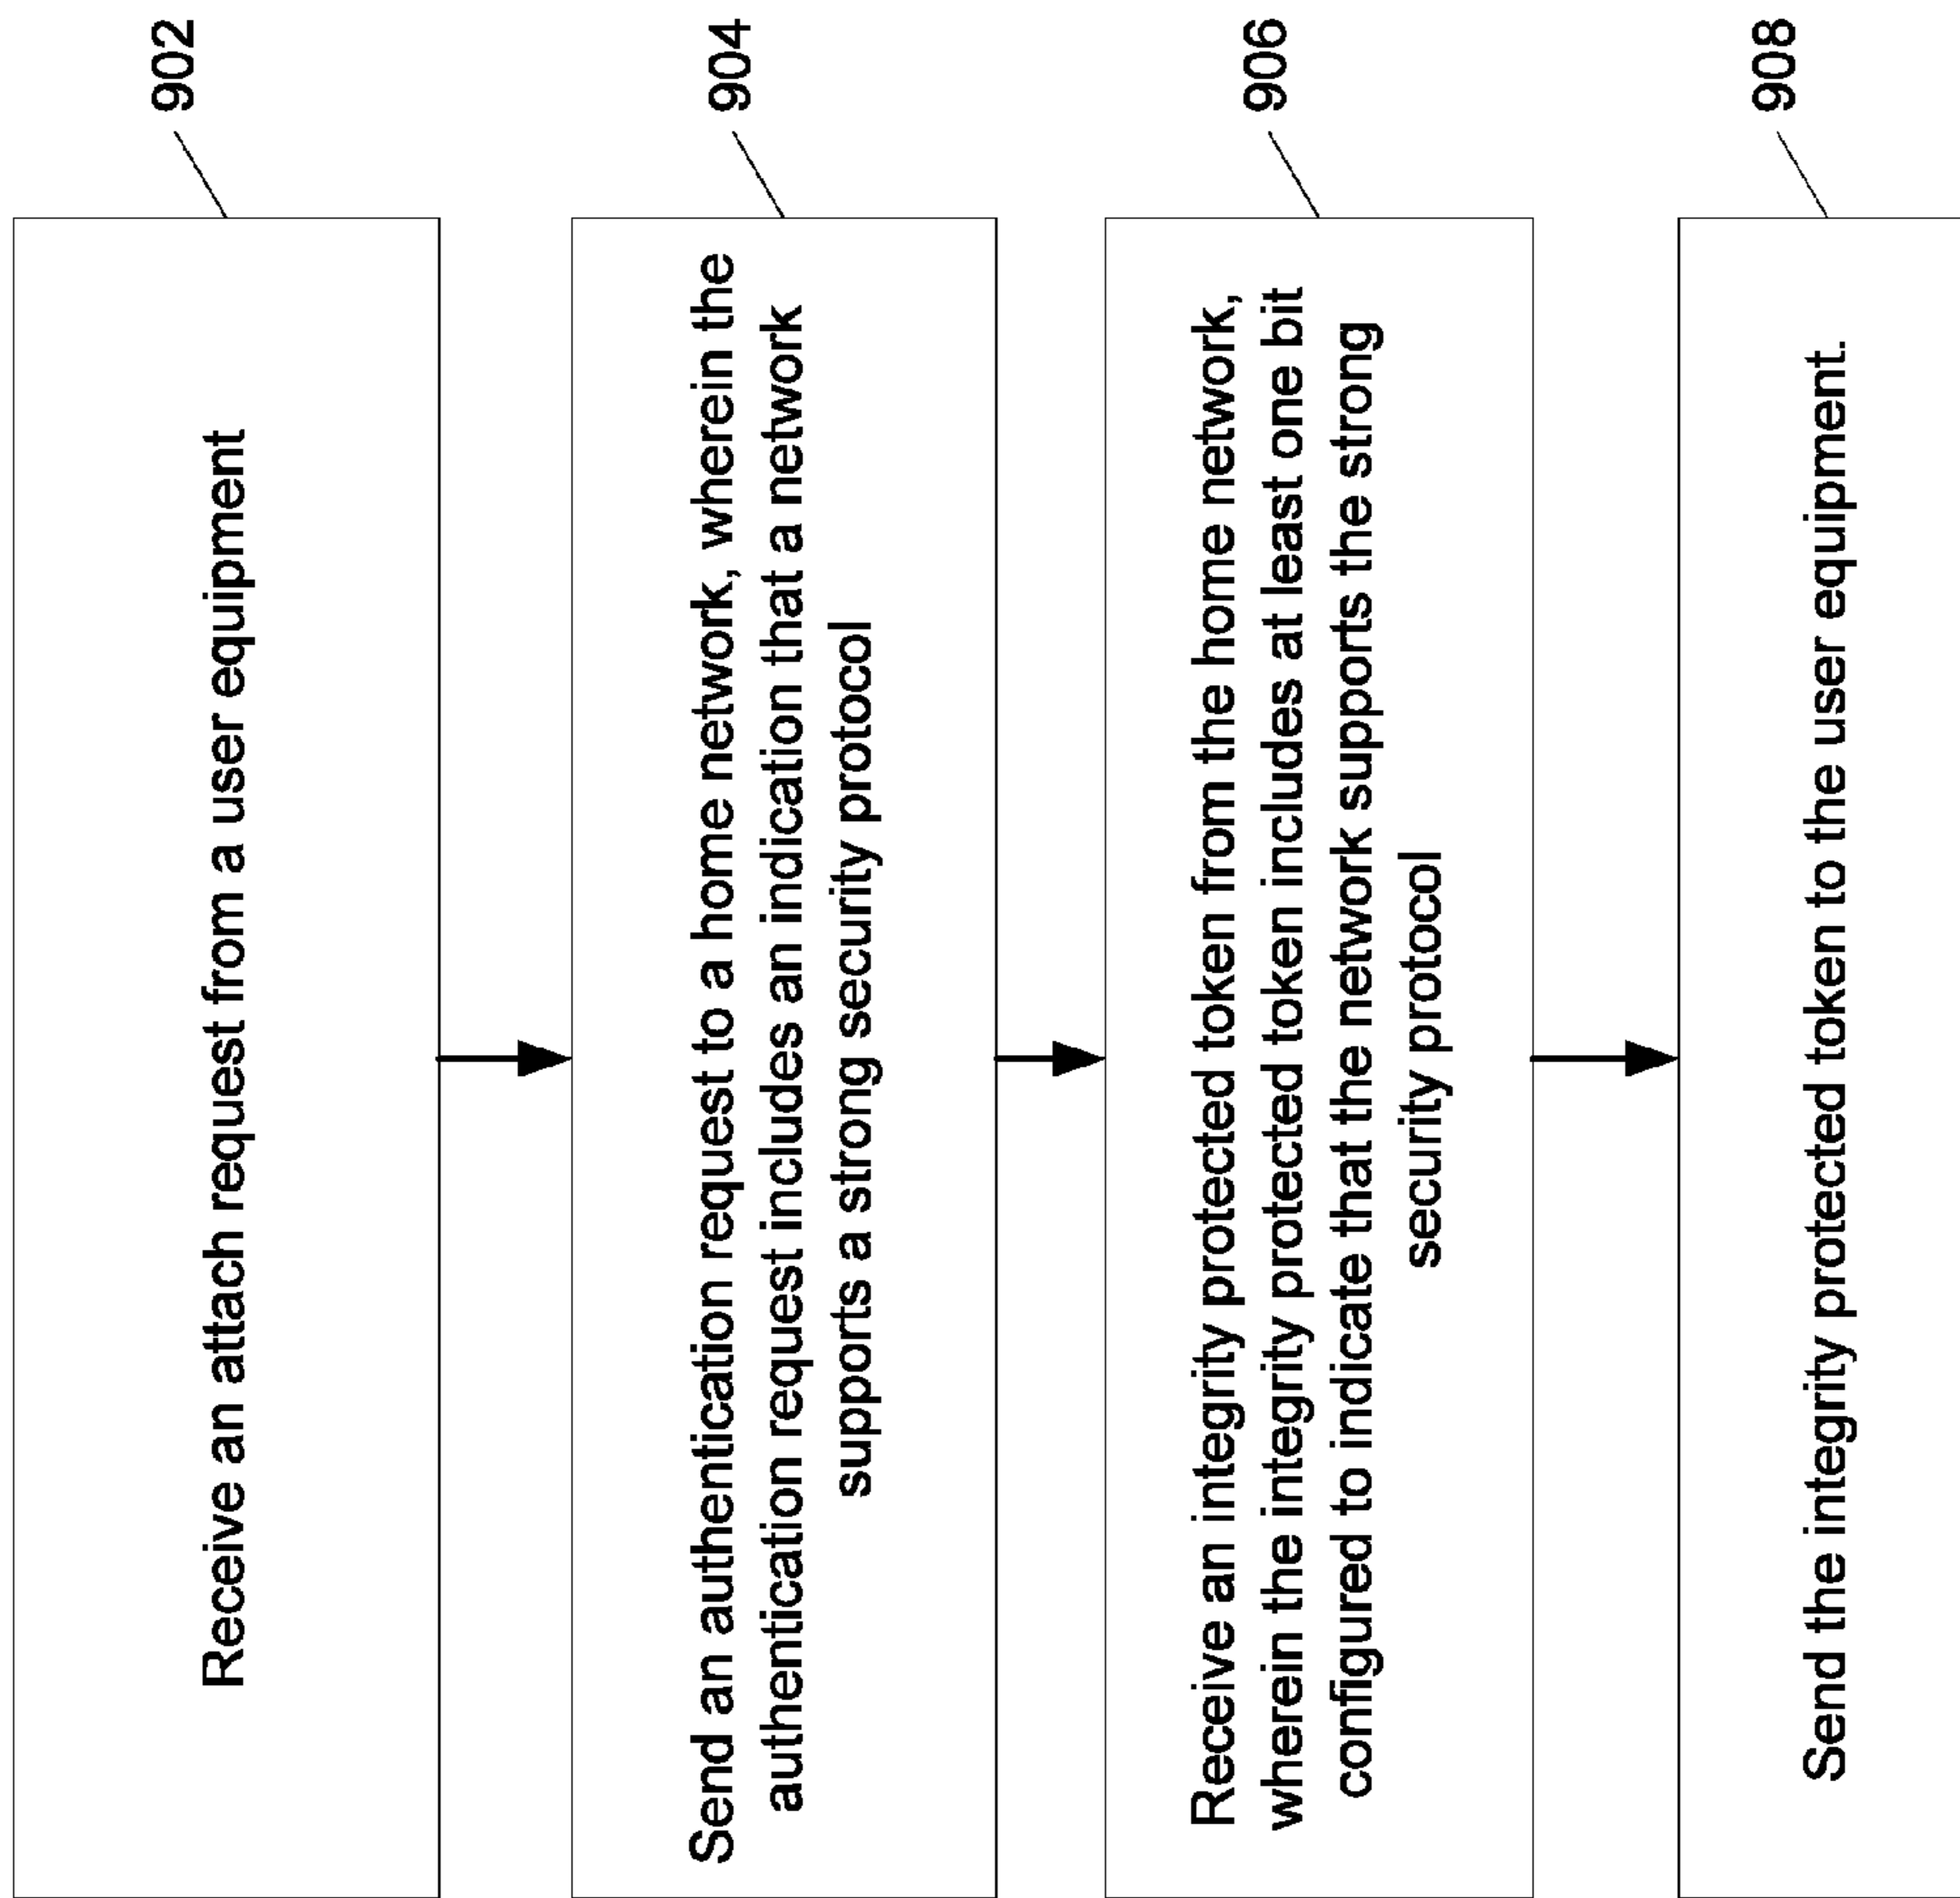 902
Receive an attach request from a user equipment
904
Send an authentication request to a home network, wherein the
authentication request includes an indication that a network
supports a strong security protocol
906
Receive an integrity protected token from the home network,
wherein the integrity protected token includes at least one bit
configured to indicate that the network supports the strong
security protocol
908
Send the integrity protected token to the user equipment.